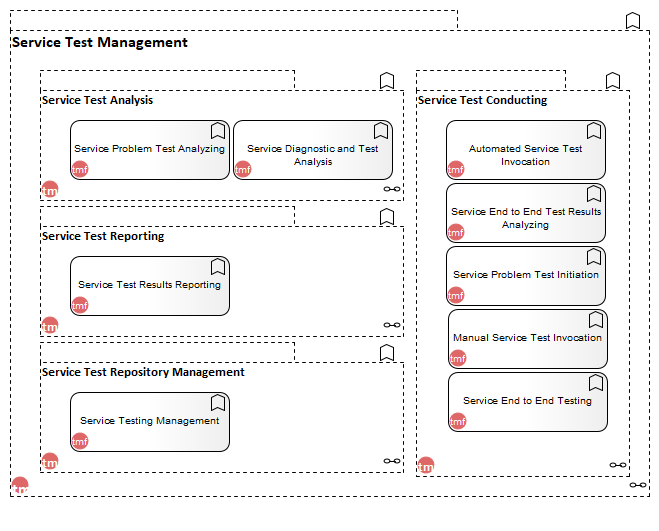 Service Test Management
Service Test Analysis
Service Problem Test Analyzing
tmf
Service Diagnostic and Test
Analysis
tmf
tm
Service Test Reporting
Service Test Results Reporting
tmf
tm
Service Test Repository Management
Service Testing Management
tmf
tm
Service Test Conducting
Automated Service Test
Invocation
tmf
Service End to End Test Results
Analyzing
tmf
Service Problem Test Initiation
tmf
Manual Service Test Invocation
tmf
Service End to End Testing
tmf
tm
tm